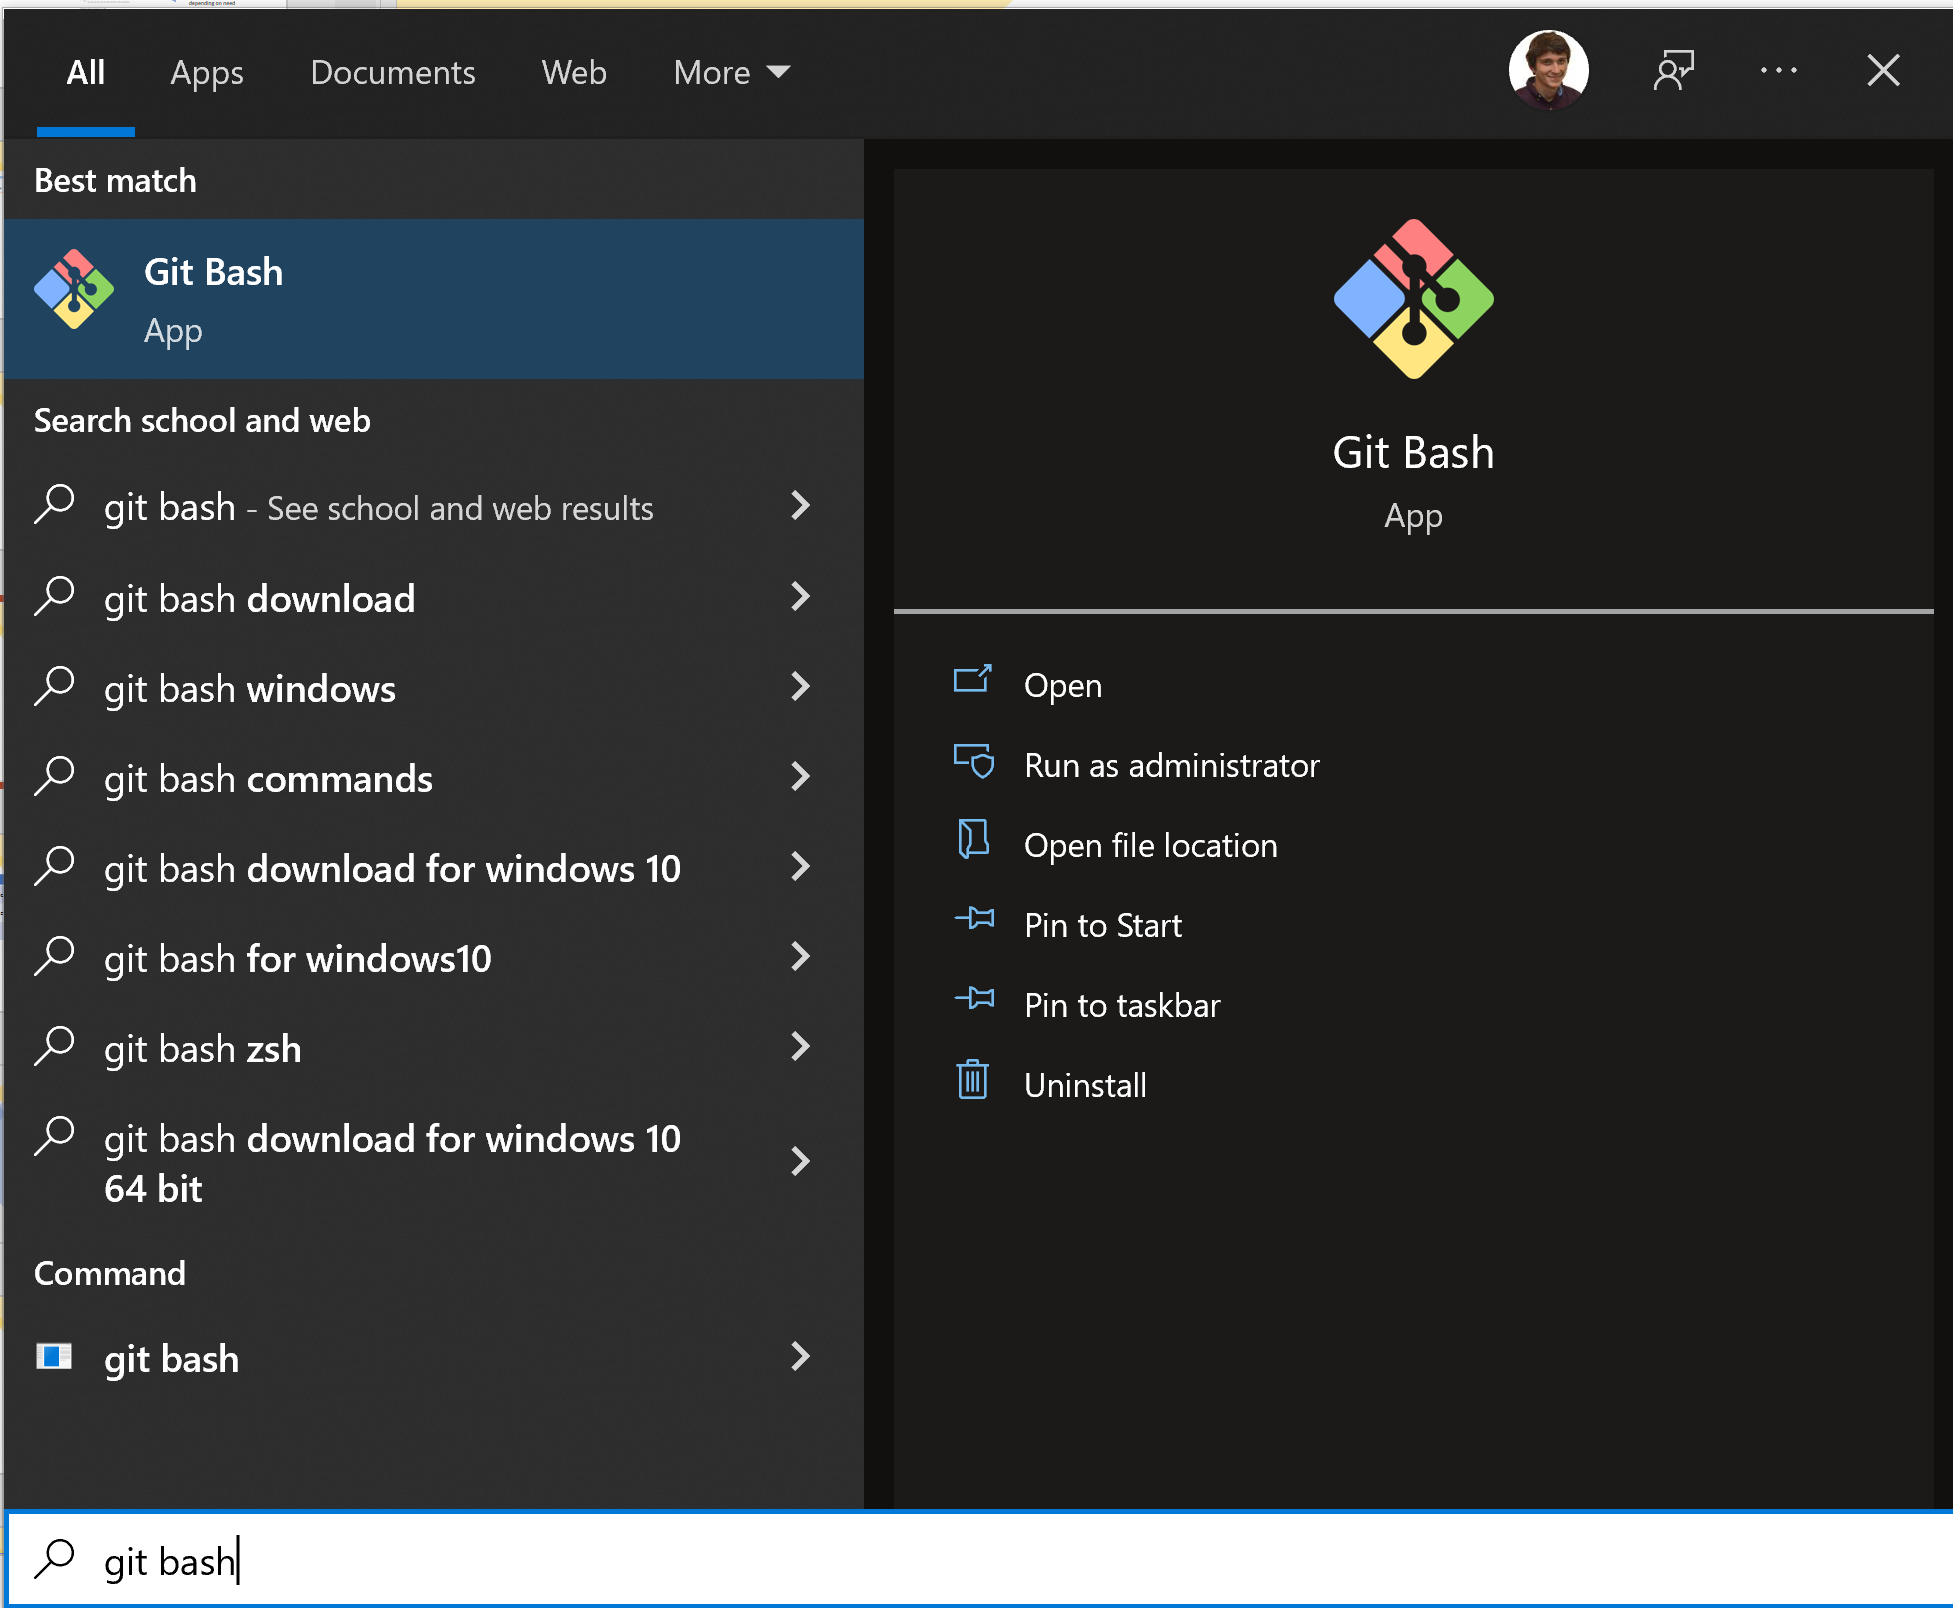 depending on need
All
Apps
Documents
Web
More
Best match
Git Bash
App
Search school and web
git bash - See school and web results
git bash download
git bash windows
git bash commands
git bash download for windows 10
git bash for windows10
git bash zsh
git bash download for windows 10
64 bit
Command
git bash
Git Bash
App
Open
Run as administrator
Open file location
Pin to Start
Pin to taskbar
Uninstall
git bash